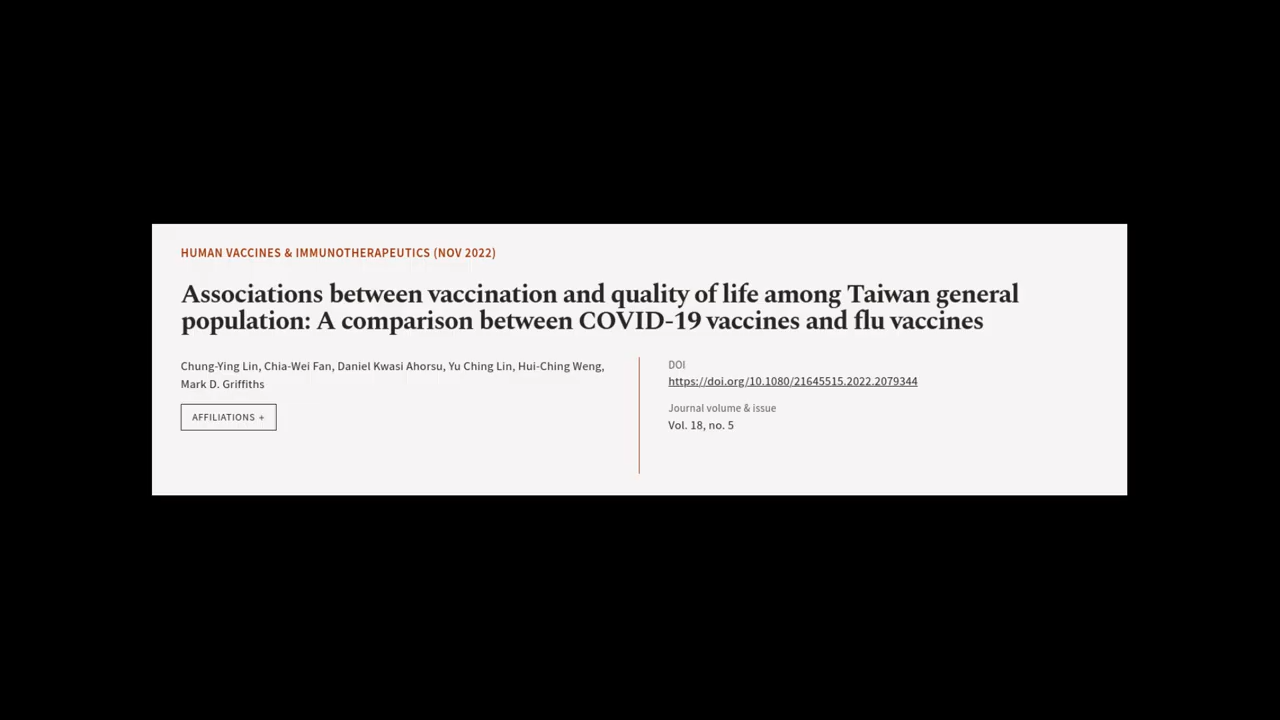 HUMAN VACCINES & IMMUNOTHERAPEUTICS (NOV 2022)
Associations between vaccination and quality of life among Taiwan general
population: A comparison between COVID-19 vaccines and flu vaccines
Chung-Ying Lin, Chia-Wei Fan, Daniel Kwasi Ahorsu, Yu Ching Lin, Hui-Ching Weng,
Mark D. Griffiths
AFFILIATIONS +
DOI
https://doi.org/10.1080/21645515.2022.2079344
Journal volume & issue
Vol. 18, no. 5